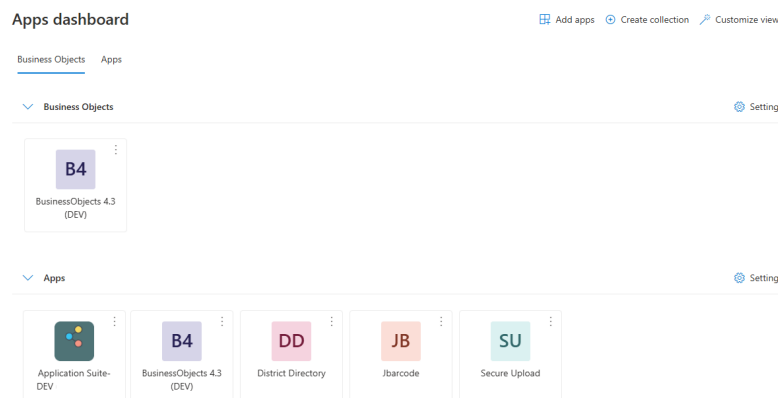 Apps dashboard
Add apps Create collection Customize view
Business Objects Apps
Business Objects Setting
B4
BusinessObjects 4.3
(DEV)
Apps Setting
B4 DD JB SU
Application Suite- BusinessObjects 4.3 District Directory Jbarcode Secure Upload
DEV (DEV)